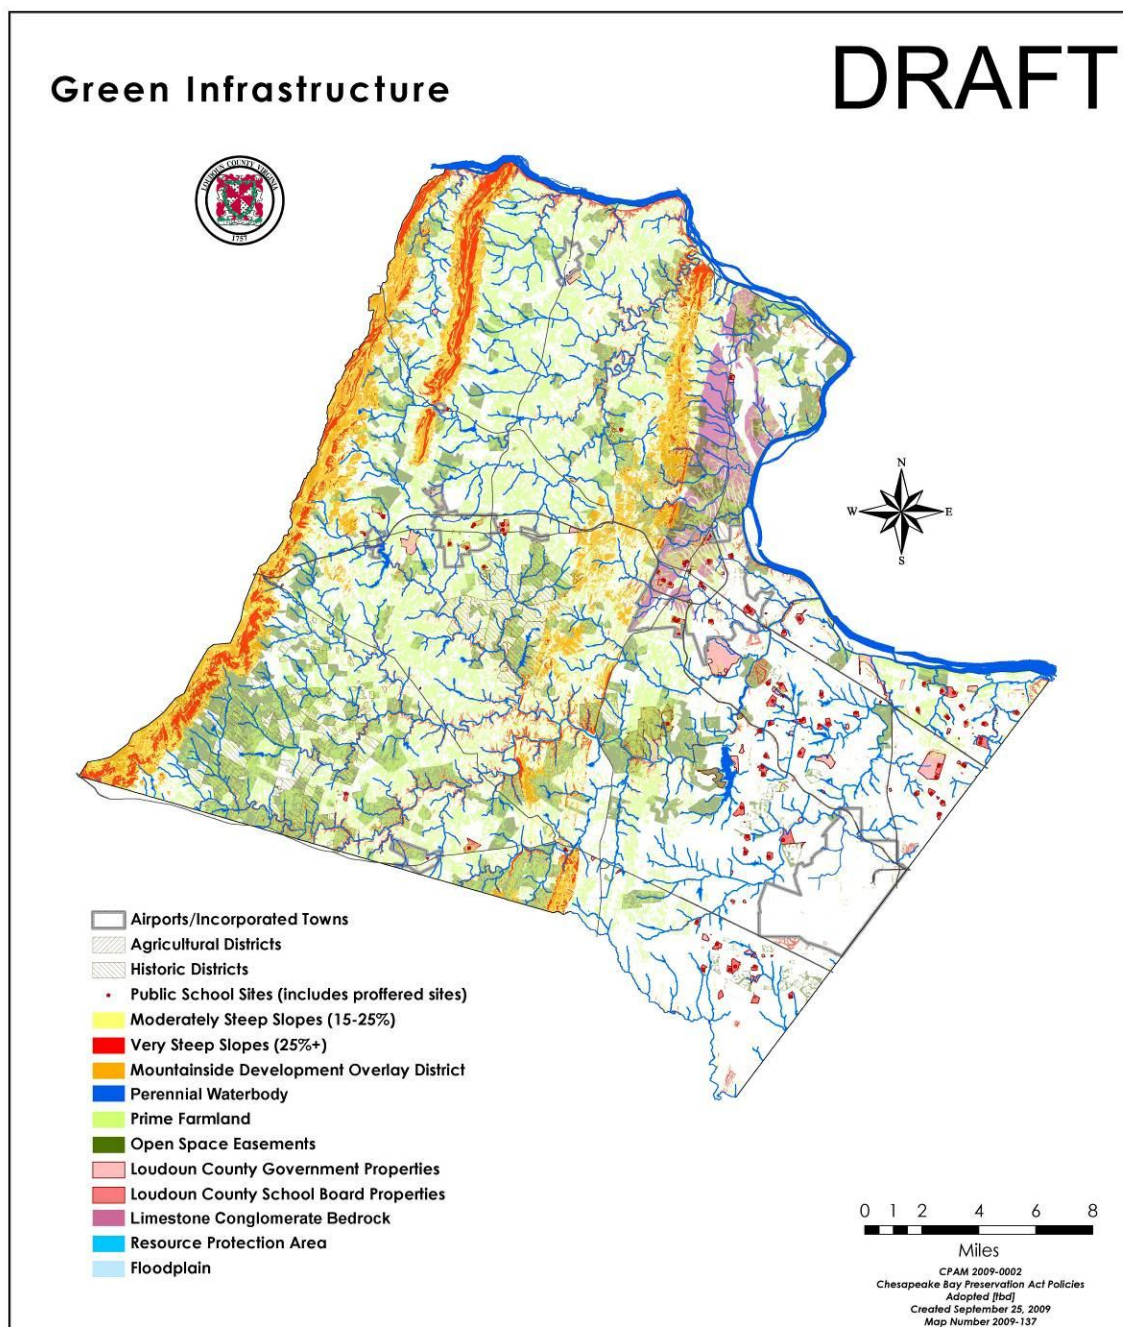 DRAFT
Green Infrastructure
LOUDOUN COUNTY VIRGINIA
1757
N
W E
S
Airports/Incorporated Towns
Agricultural Districts
Historic Districts
Public School Sites (includes proffered sites)
Moderately Steep Slopes (15-25%)
Very Steep Slopes (25%+)
Mountainside Development Overlay District
Perennial Waterbody
Prime Farmland
Open Space Easements
Loudoun County Government Properties
Loudoun County School Board Properties
Limestone Conglomerate Bedrock
Resource Protection Area
Floodplain
0 1 2 4 6 8
Miles
CPAM 2009-0002
Chesapeake Bay Preservation Act Policies
Adopted [tbd]
Created September 25, 2009
Map Number 2009-137